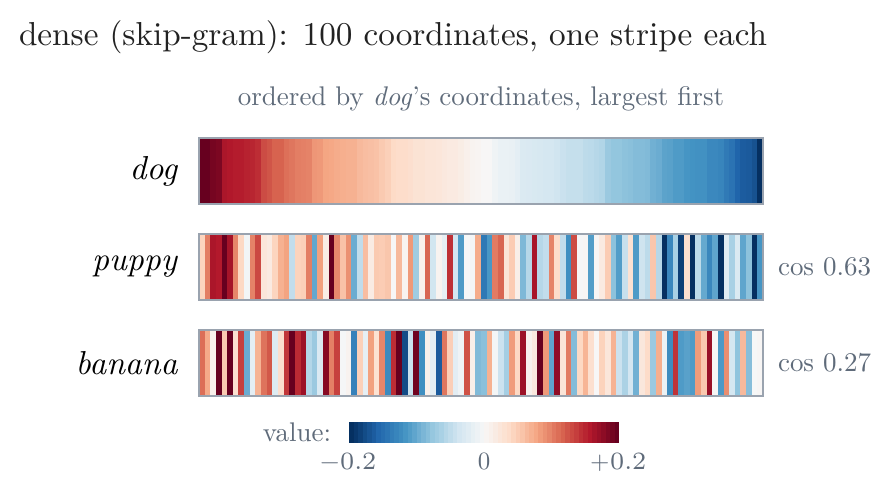 dense (skip-gram): 100 coordinates, one stripe each
ordered by dog's coordinates, largest first
dog
puppy
cos 0.63
banana
cos 0.27
value:
−0.2 0 +0.2